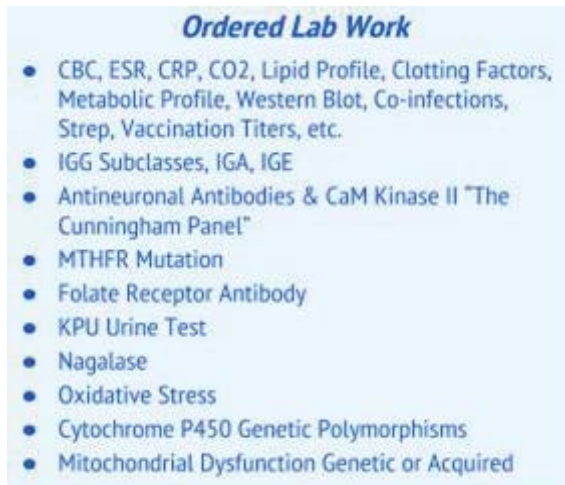 Ordered Lab Work
● CBC, ESR, CRP, CO2, Lipid Profile, Clotting Factors,
Metabolic Profile, Western Blot, Co-infections,
Strep, Vaccination Titers, etc.
● IGG Subclasses, IGA, IGE
● Antineuronal Antibodies & CaM Kinase II "The
Cunningham Panel"
● MTHFR Mutation
● Folate Receptor Antibody
● KPU Urine Test
● Nagalase
● Oxidative Stress
● Cytochrome P450 Genetic Polymorphisms
● Mitochondrial Dysfunction Genetic or Acquired